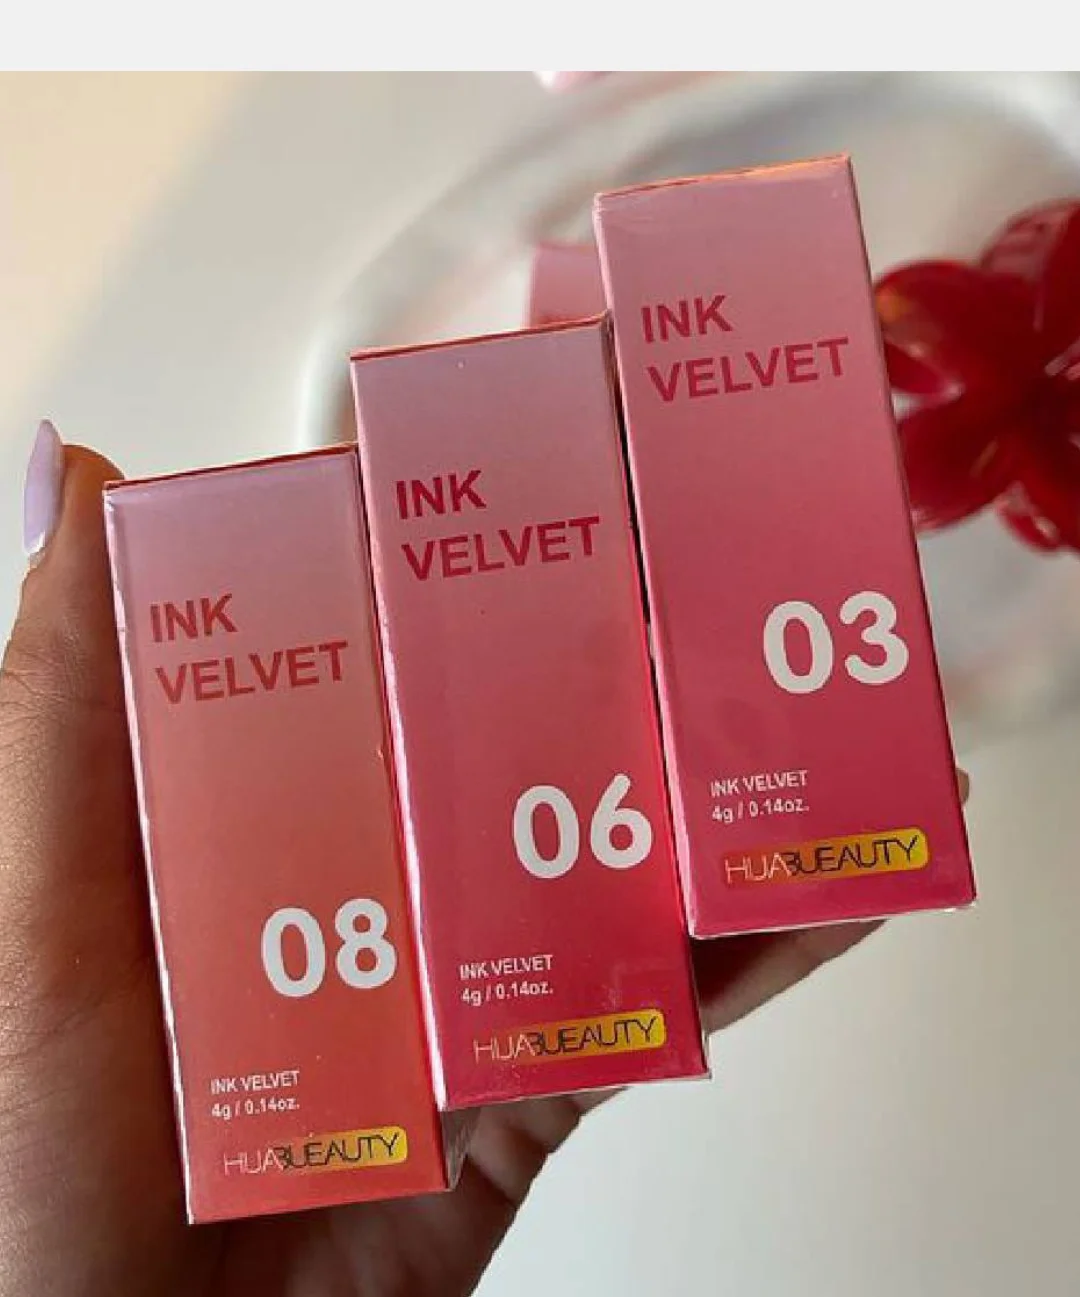 INK
VELVET
08
INK VELVET
4g / 0.14oz.
HUABUEAUTY
INK
VELVET
06
INK VELVET
4g / 0.14oz.
HUABUEAUTY
INK
VELVET
03
INK VELVET
4g / 0.14oz.
HUABUEAUTY